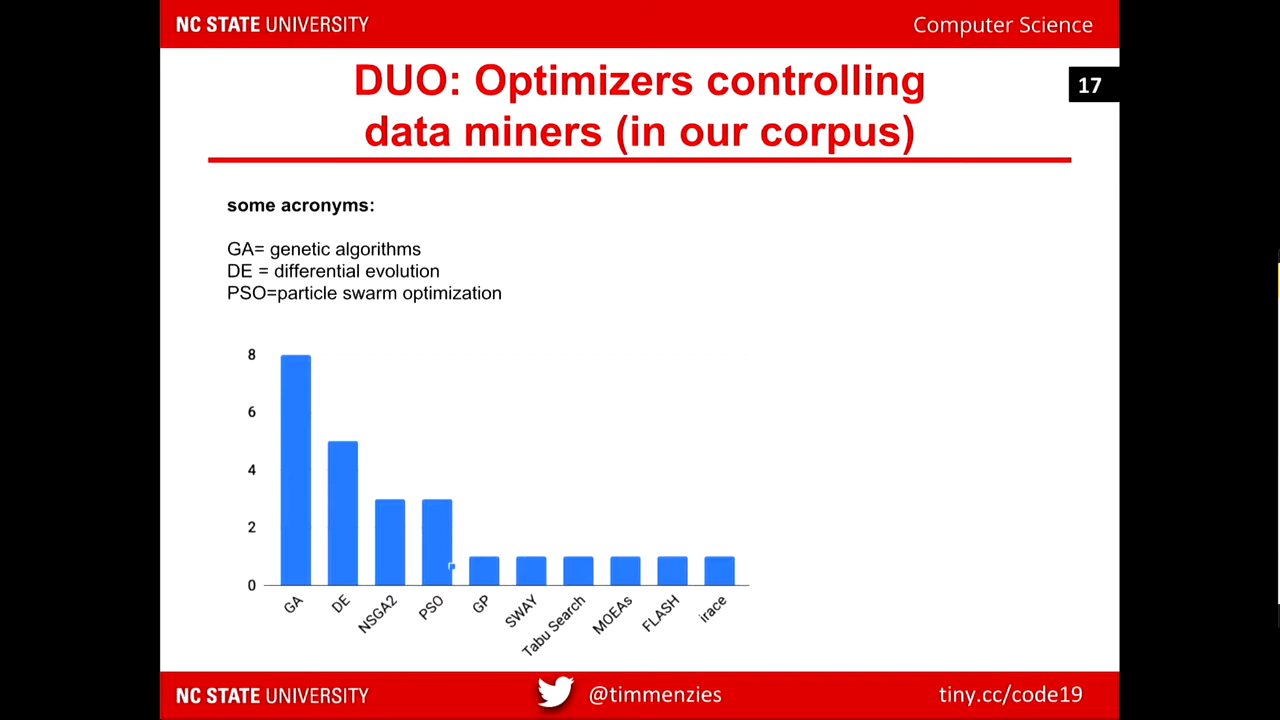 NC STATE UNIVERSITY
Computer Science
DUO: Optimizers controlling
data miners (in our corpus)
17
some acronyms:
GA= genetic algorithms
DE = differential evolution
PSO=particle swarm optimization
8
6
4
2
0
GA
DE
NSGA2
PSO
GP
SWAY
Tabu Search
MOEAs
FLASH
irace
NC STATE UNIVERSITY
@timmenzies
tiny.cc/code19